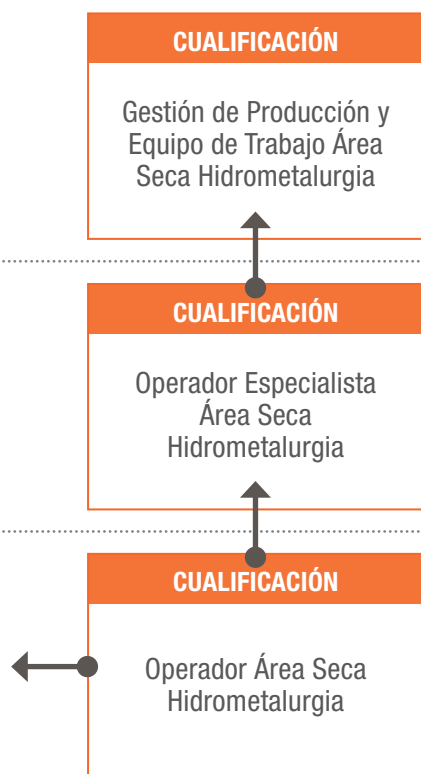 CUALIFICACIÓN
Gestión de Producción y
Equipo de Trabajo Área
Seca Hidrometalurgia
CUALIFICACIÓN
Operador Especialista
Área Seca
Hidrometalurgia
CUALIFICACIÓN
Operador Área Seca
Hidrometalurgia